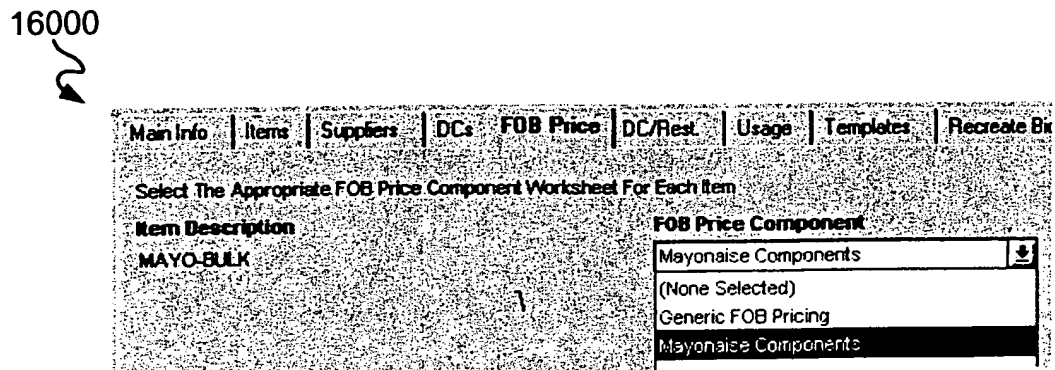 16000
Main Info Items Suppliers DCs FOB Price DC/Rest. Usage Templates Recreate Bid
Select The Appropriate FOB Price Component Worksheet For Each Item
Item Description FOB Price Component
MAYO-BULK Mayonaise Components
(None Selected)
Generic FOB Pricing
Mayonaise Components